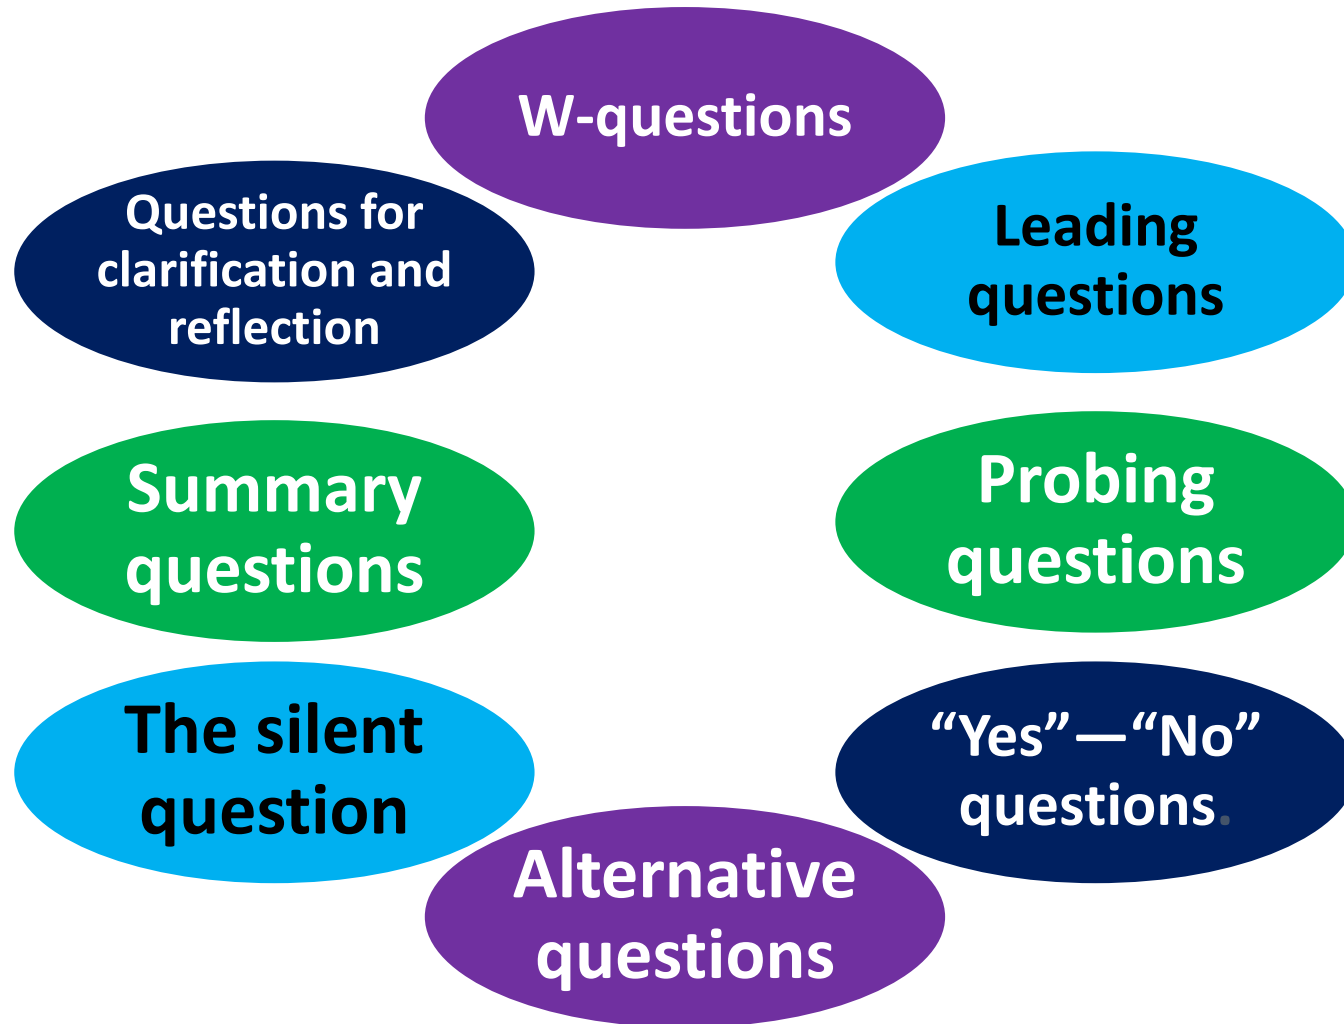 W-questions
Leading
questions
Probing
questions
“Yes”—“No”
questions.
Alternative
questions
The silent
question
Summary
questions
Questions for
clarification and
reflection